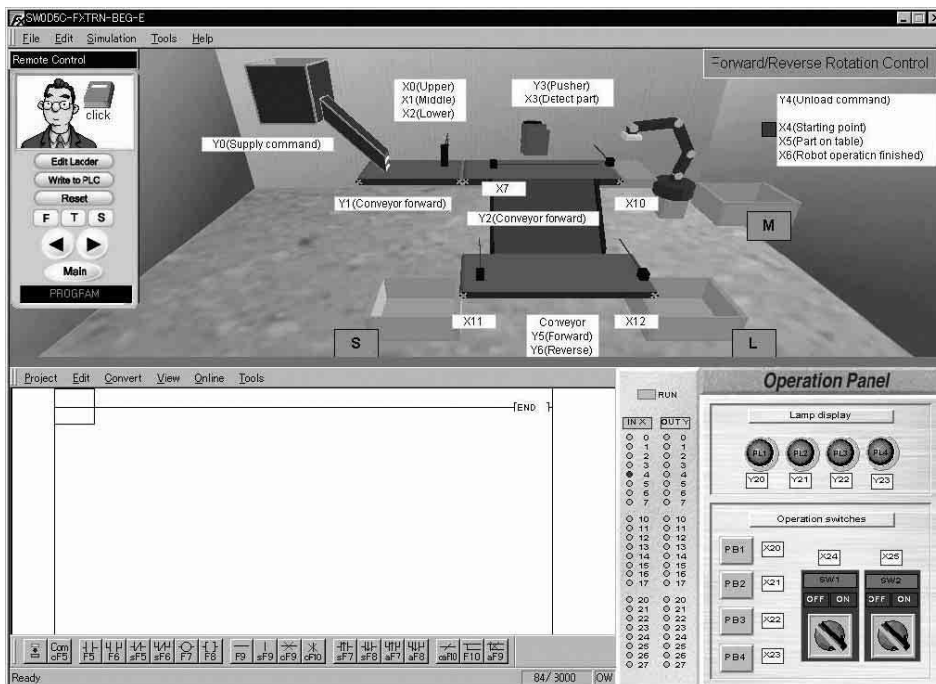 SW0D5C-FXTRN-BEG-E
File Edit Simulation Tools Help
Remote Control
click
Edit Ladder
Write to PLC
Reset
F T S
Main
PROGRAM
Forward/Reverse Rotation Control
X0(Upper)
X1(Middle)
X2(Lower)
Y3(Pusher)
X3(Detect part)
Y4(Unload command)
X4(Starting point)
X5(Part on table)
X6(Robot operation finished)
Y0(Supply command)
X7
X10
Y1(Conveyor forward)
Y2(Conveyor forward)
M
X11
X12
Conveyor
Y5(Forward)
Y6(Reverse)
S
L
Project Edit Convert View Online Tools
END
RUN
IN X OUT Y
0 0
1 1
2 2
3 3
4 4
5 5
6 6
7 7
10 10
11 11
12 12
13 13
14 14
15 15
16 16
17 17
20 20
21 21
22 22
23 23
24 24
25 25
26 26
27 27
Operation Panel
Lamp display
PL1 PL2 PL3 PL4
Y20 Y21 Y22 Y23
Operation switches
PB1 X20
X24 X25
SW1 SW2
PB2 X21
OFF ON OFF ON
PB3 X22
PB4 X23
Com
cF5 F5 F6 sF5 sF6 F7 F8 F9 sF9 cF9 cF10 sF7 sF8 aF7 aF8 caF10 F10 aF9
Ready
84/ 3000 OW